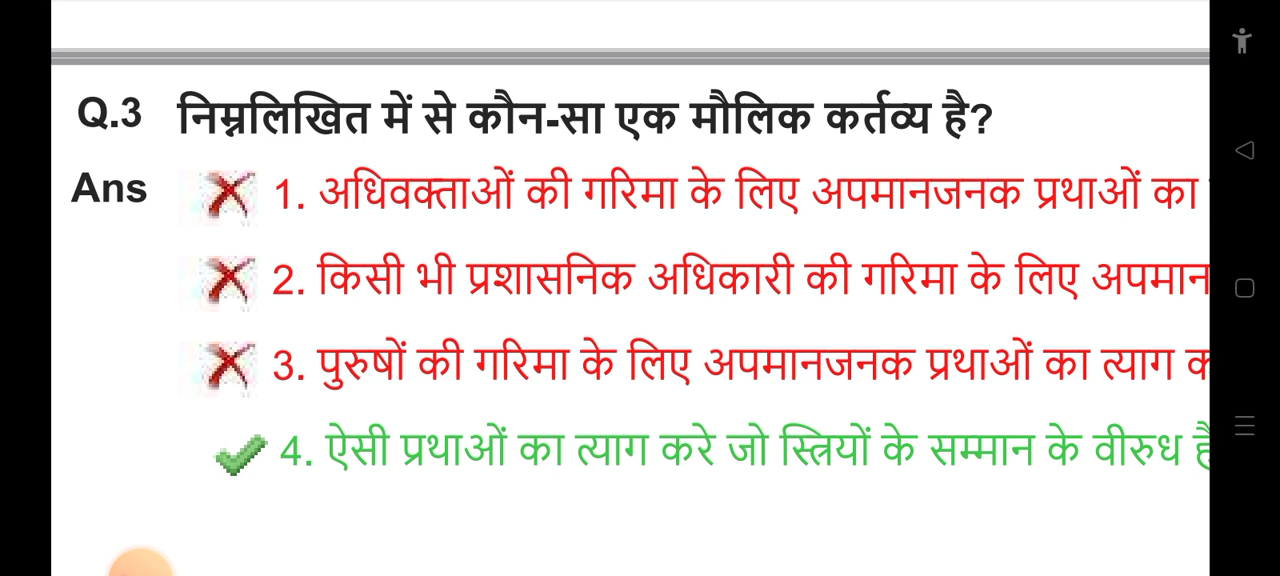 Q.3 निम्नलिखित में से कौन-सा एक मौलिक कर्तव्य है?
Ans 1. अधिवक्ताओं की गरिमा के लिए अपमानजनक प्रथाओं का
2. किसी भी प्रशासनिक अधिकारी की गरिमा के लिए
3. पुरुषों की गरिमा के लिए अपमानजनक प्रथाओं का त्याग
4. ऐसी प्रथाओं का त्याग करे जो स्त्रियों के सम्मान के वीरुध